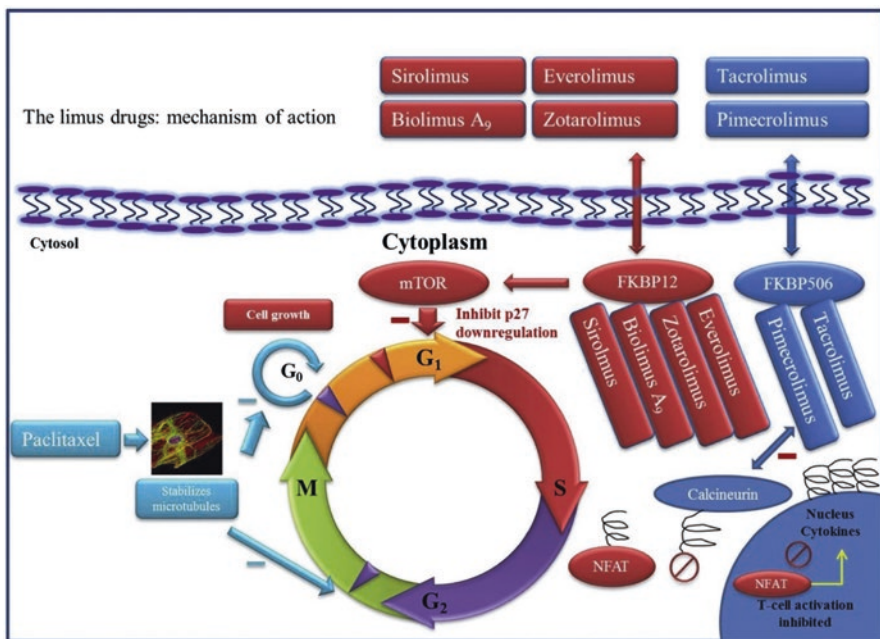 Sirolimus
Everolimus
Tacrolimus
The limus drugs: mechanism of action
Biolimus A9
Zotarolimus
Pimecrolimus
Cytosol
Cytoplasm
mTOR
FKBP12
FKBP506
Cell growth
Inhibit p27
downregulation
G0
G1
Sirolmus
Biolimus A9
Zotarolimus
Everolimus
Pimecrolimus
Tacrolimus
Paclitaxel
Stabilizes
microtubules
M
S
G2
Calcineurin
NFAT
Nucleus
Cytokines
NFAT
T-cell activation
inhibited